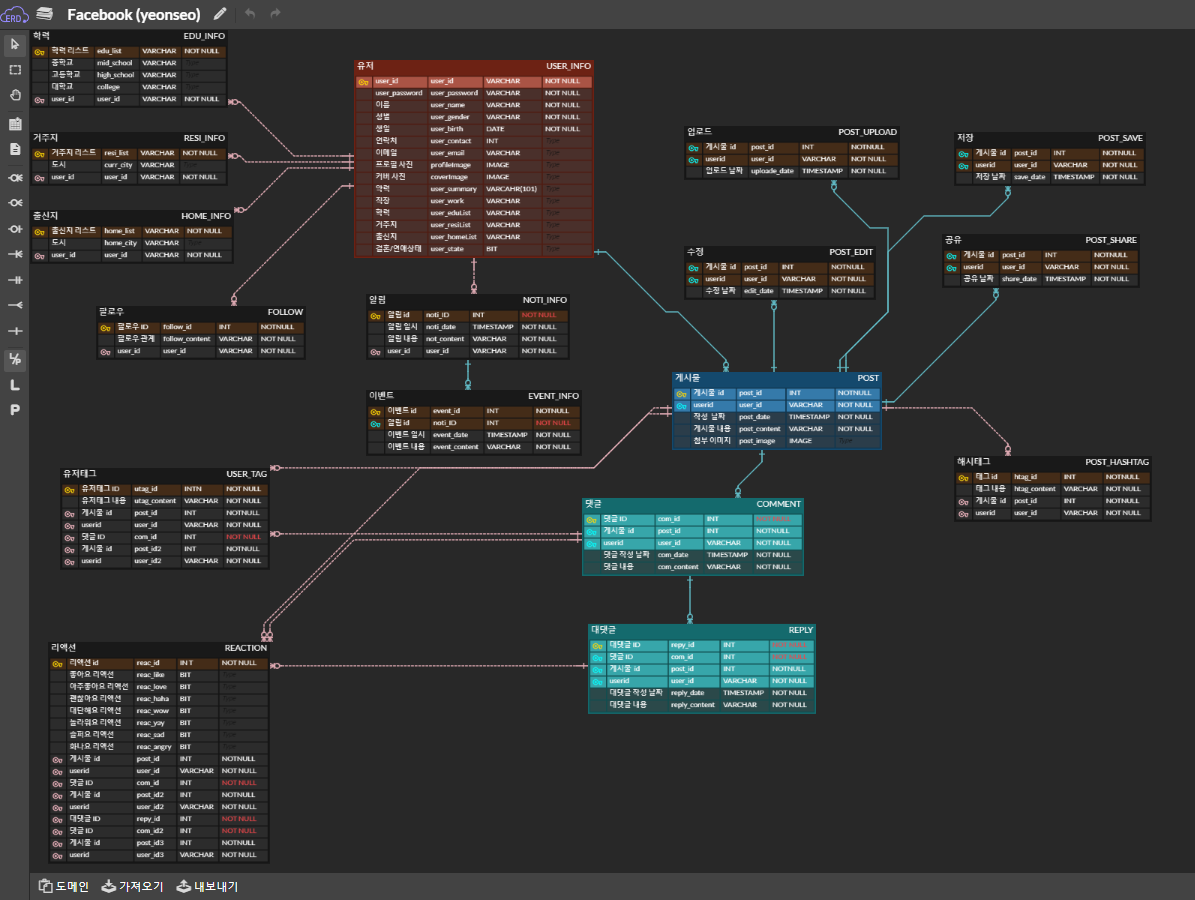 ERD
Facebook (yeonseo)
학력 EDU_INFO
학력 리스트 edu_list VARCHAR NOT NULL
중학교 mid_school VARCHAR
고등학교 high_school VARCHAR
대학교 college VARCHAR
user_id user_id VARCHAR NOT NULL
거주지 RESI_INFO
거주지 리스트 resi_list VARCHAR NOT NULL
도시 curr_city VARCHAR
user_id user_id VARCHAR NOT NULL
출신지 HOME_INFO
출신지 리스트 home_list VARCHAR NOT NULL
도시 home_city VARCHAR
user_id user_id VARCHAR NOT NULL
팔로우 FOLLOW
팔로우 ID follow_id INT NOTNULL
팔로우 관계 follow_content VARCHAR NOT NULL
user_id user_id VARCHAR NOT NULL
유저 USER_INFO
user_id user_id VARCHAR NOT NULL
user_password user_password VARCHAR NOT NULL
이름 user_name VARCHAR NOT NULL
성별 user_gender VARCHAR NOT NULL
생일 user_birth DATE NOT NULL
연락처 user_contact INT
이메일 user_email VARCHAR
프로필 사진 profileImage IMAGE
커버 사진 coverImage IMAGE
약력 user_summary VARCAHR(101)
직장 user_work VARCHAR
학력 user_eduList VARCHAR
거주지 user_resiList VARCHAR
출신지 user_homeList VARCHAR
결혼/연애상태 user_state BIT
알림 NOTI_INFO
알림 id noti_ID INT NOT NULL
알림 일시 noti_date TIMESTAMP NOT NULL
알림 내용 not_content VARCHAR NOT NULL
user_id user_id VARCHAR NOT NULL
이벤트 EVENT_INFO
이벤트 id event_id INT NOTNULL
알림 id noti_ID INT NOT NULL
이벤트 일시 event_date TIMESTAMP NOT NULL
이벤트 내용 event_content VARCHAR NOT NULL
업로드 POST_UPLOAD
게시물 id post_id INT NOTNULL
userid user_id VARCHAR NOT NULL
업로드 날짜 uploade_date TIMESTAMP NOT NULL
저장 POST_SAVE
게시물 id post_id INT NOTNULL
userid user_id VARCHAR NOT NULL
저장 날짜 save_date TIMESTAMP NOT NULL
수정 POST_EDIT
게시물 id post_id INT NOTNULL
userid user_id VARCHAR NOT NULL
수정 날짜 edit_date TIMESTAMP NOT NULL
공유 POST_SHARE
게시물 id post_id INT NOTNULL
userid user_id VARCHAR NOT NULL
공유 날짜 share_date TIMESTAMP NOT NULL
게시물 POST
게시물 id post_id INT NOTNULL
userid user_id VARCHAR NOT NULL
작성 날짜 post_date TIMESTAMP NOT NULL
게시물 내용 post_content VARCHAR NOT NULL
첨부 이미지 post_image IMAGE
해시태그 POST_HASHTAG
태그 id htag_id INT NOTNULL
태그 내용 htag_content VARCHAR NOT NULL
게시물 id post_id INT NOTNULL
userid user_id VARCHAR NOT NULL
유저태그 USER_TAG
유저태그 ID utag_id INTN NOT NULL
유저태그 내용 utag_content VARCHAR NOT NULL
게시물 id post_id INT NOTNULL
userid user_id VARCHAR NOT NULL
댓글 ID com_id INT NOT NULL
게시물 id post_id2 INT NOTNULL
userid user_id2 VARCHAR NOT NULL
댓글 COMMENT
댓글 ID com_id INT NOT NULL
게시물 id post_id INT NOTNULL
userid user_id VARCHAR NOT NULL
댓글 작성 날짜 com_date TIMESTAMP NOT NULL
댓글 내용 com_content VARCHAR NOT NULL
대댓글 REPLY
대댓글 ID repy_id INT NOT NULL
댓글 ID com_id INT NOT NULL
게시물 id post_id INT NOTNULL
userid user_id VARCHAR NOT NULL
대댓글 작성 날짜 reply_date TIMESTAMP NOT NULL
대댓글 내용 reply_content VARCHAR NOT NULL
리액션 REACTION
리액션 id reac_id INT NOT NULL
좋아요 리액션 reac_like BIT
아주좋아요 리액션 reac_love BIT
괜찮아요 리액션 reac_haha BIT
대단해요 리액션 reac_wow BIT
놀라워요 리액션 reac_yay BIT
슬퍼요 리액션 reac_sad BIT
화나요 리액션 reac_angry BIT
게시물 id post_id INT NOTNULL
userid user_id VARCHAR NOT NULL
댓글 ID com_id INT NOT NULL
게시물 id post_id2 INT NOTNULL
userid user_id2 VARCHAR NOT NULL
대댓글 ID repy_id INT NOT NULL
댓글 ID com_id2 INT NOT NULL
게시물 id post_id3 INT NOTNULL
userid user_id3 VARCHAR NOT NULL
1/P
L
P
도메인 가져오기 내보내기